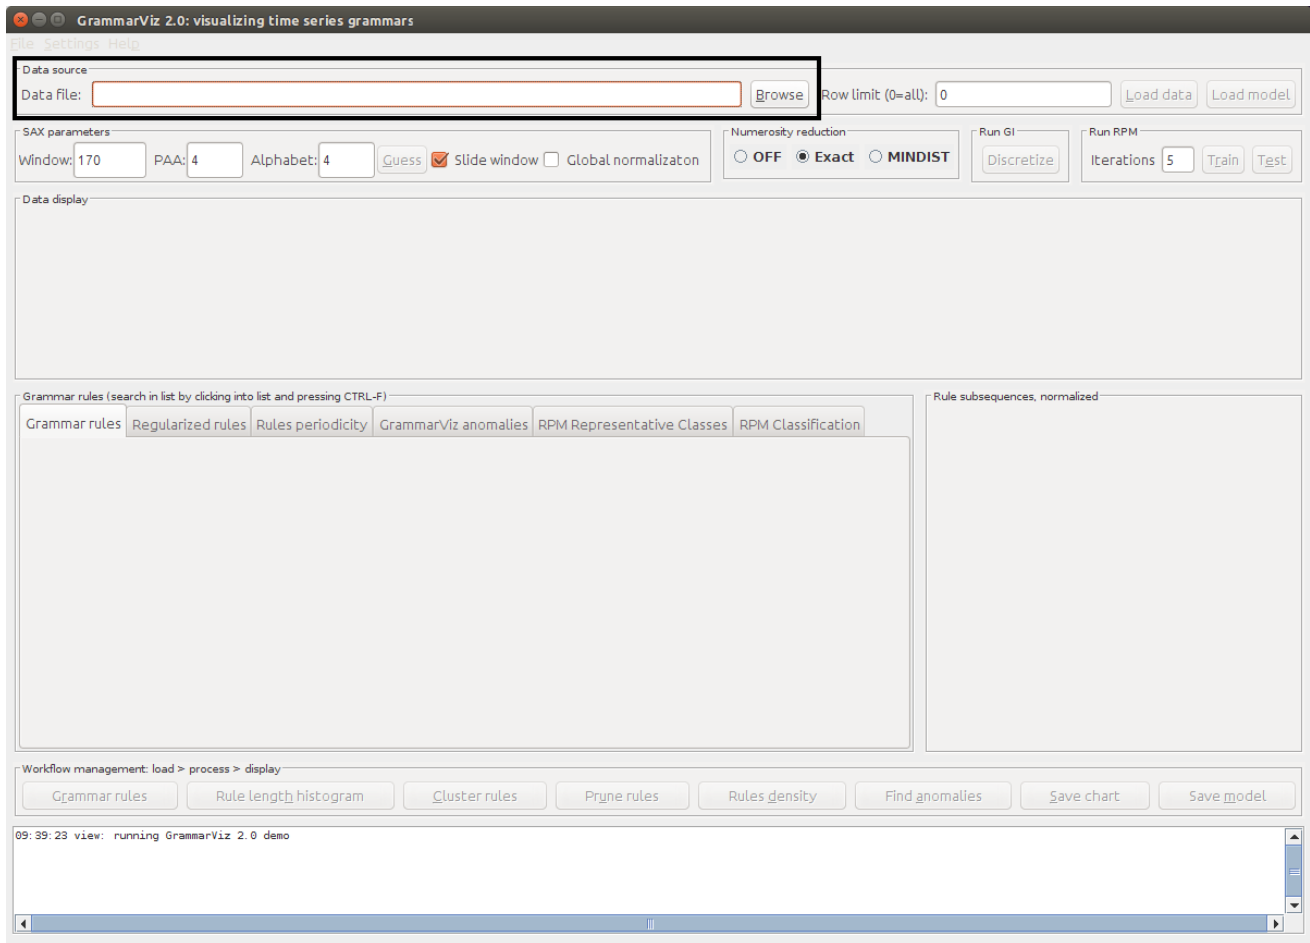 GrammarViz 2.0: visualizing time series grammars
File Settings Help
Data source
Data file: Browse Row limit (0=all): 0 Load data Load model
SAX parameters Numerosity reduction Run GI Run RPM
Window: 170 PAA: 4 Alphabet: 4 Guess Slide window Global normalizaton OFF Exact MINDIST Discretize Iterations 5 Train Test
Data display
Grammar rules (search in list by clicking into list and pressing CTRL-F) Rule subsequences, normalized
Grammar rules Regularized rules Rules periodicity GrammarViz anomalies RPM Representative Classes RPM Classification
Workflow management: load > process > display
Grammar rules Rule length histogram Cluster rules Prune rules Rules density Find anomalies Save chart Save model
09:39:23 view: running GrammarViz 2.0 demo